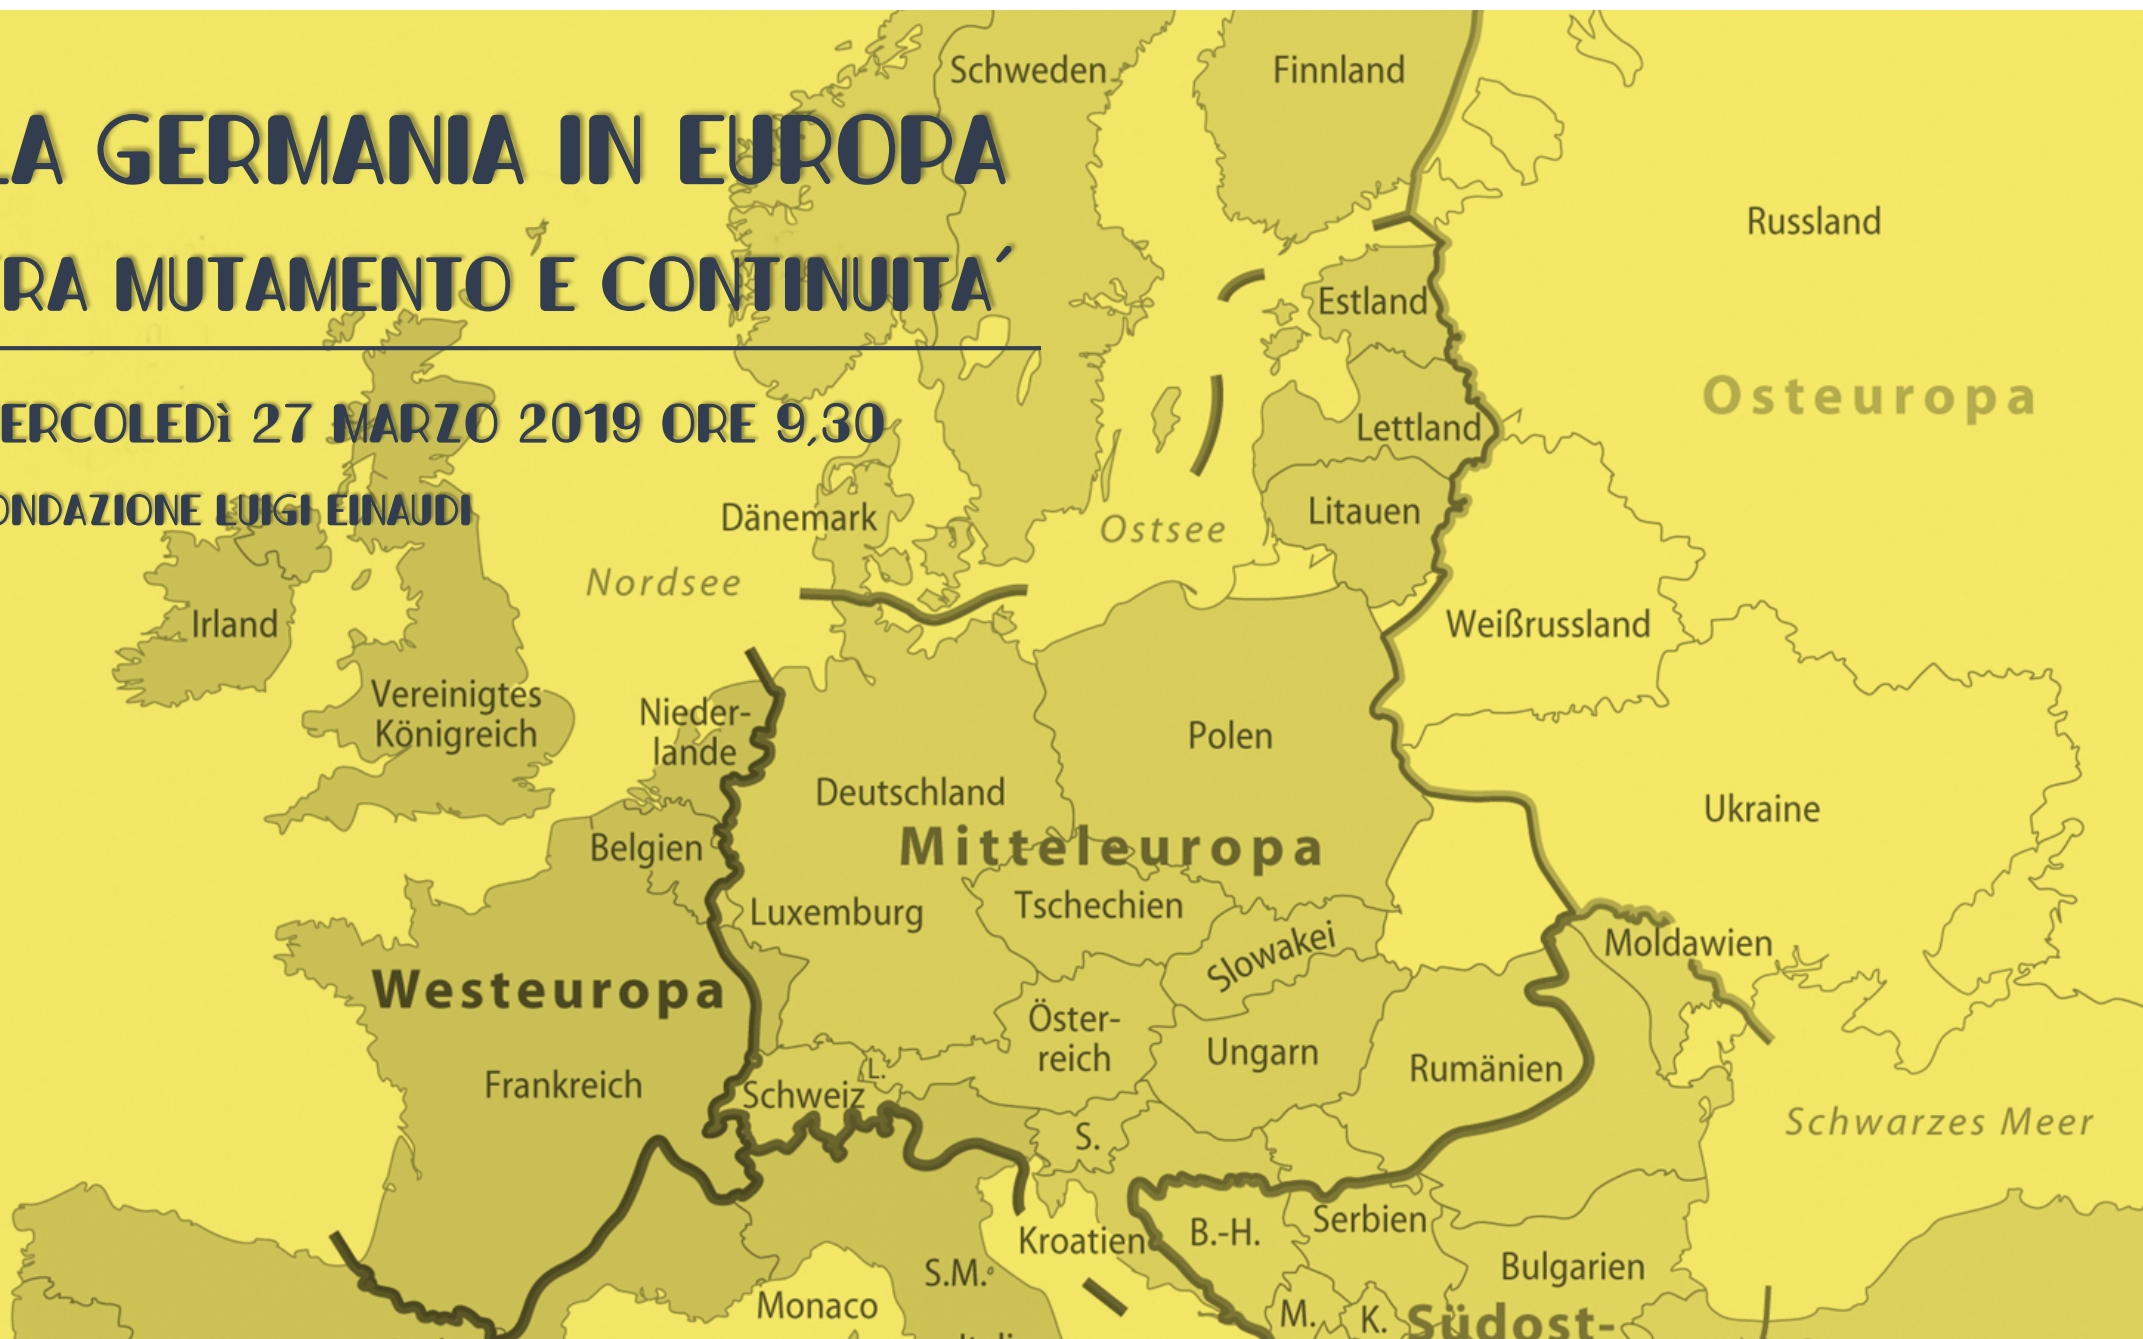 LA GERMANIA IN EUROPA
RA MUTAMENTO E CONTINUITA´
ERCOLEDì 27 MARZO 2019 ORE 9,30
ONDAZIONE LUIGI EINAUDI
Schweden
Finnland
Russland
Estland
Osteuropa
Lettland
Litauen
Dänemark
Ostsee
Nordsee
Irland
Weißrussland
Vereinigtes
Königreich
Nieder-
lande
Polen
Deutschland
Ukraine
Belgien
Mitteleuropa
Luxemburg
Tschechien
Slowakei
Moldawien
Westeuropa
Öster-
reich
Ungarn
Rumänien
Frankreich
Schweiz
L.
S.
Schwarzes Meer
Kroatien
B.-H.
Serbien
S.M.
Bulgarien
Monaco
M.
K.
Südost-